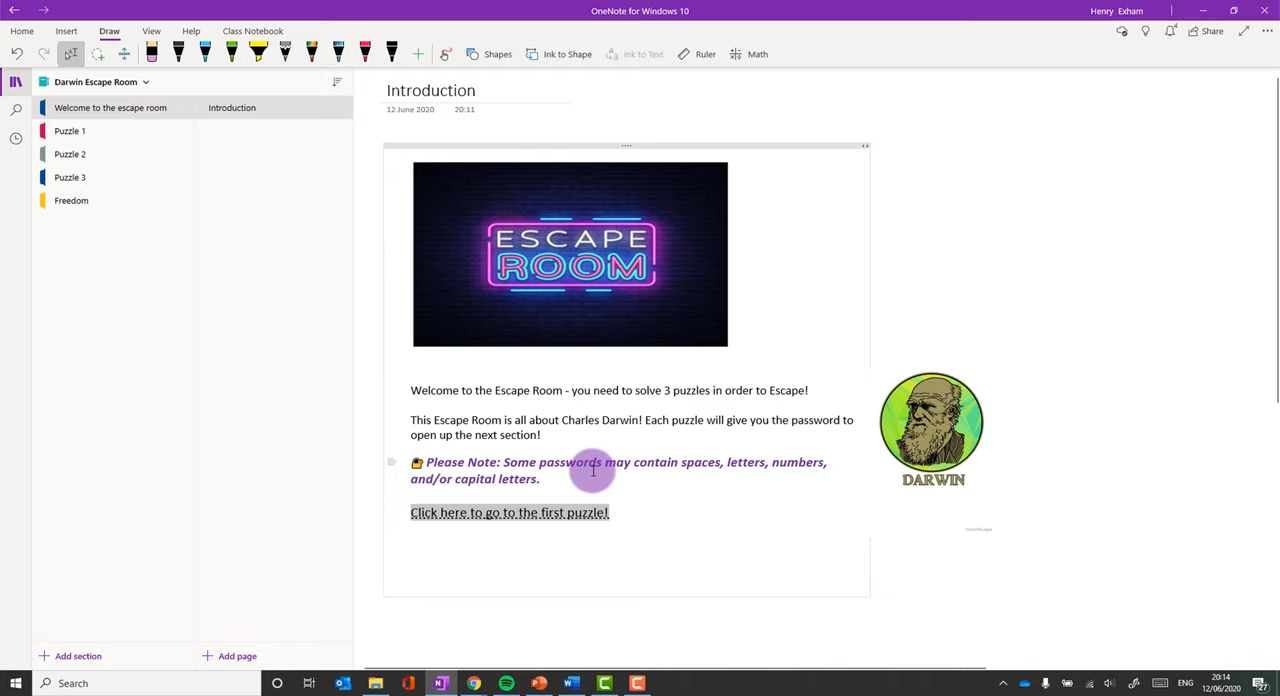 OneNote for Windows 10
Henry Exham
Home Insert Draw View Help Class Notebook
Share
Shapes Ink to Shape Ink to Text Ruler Math
Darwin Escape Room
Welcome to the escape room
Puzzle 1
Puzzle 2
Puzzle 3
Freedom
Introduction
Introduction
12 June 2020 20:11
ESCAPE
ROOM
Welcome to the Escape Room - you need to solve 3 puzzles in order to Escape!
This Escape Room is all about Charles Darwin! Each puzzle will give you the password to
open up the next section!
Please Note: Some passwords may contain spaces, letters, numbers,
and/or capital letters.
Click here to go to the first puzzle!
DARWIN
Add section
Add page
Search
ENG
20:14
12/06/2020